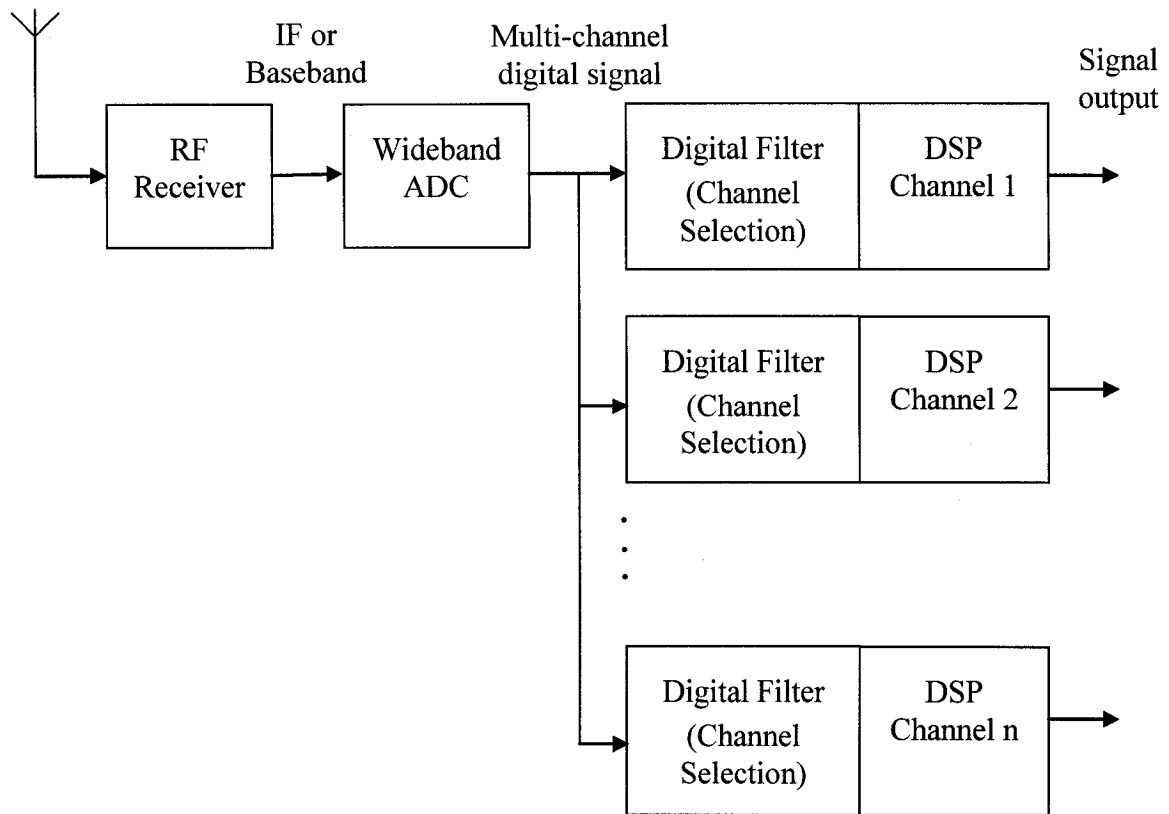 IF or
Baseband
Multi-channel
digital signal
Signal
output
RF
Receiver
Wideband
ADC
Digital Filter
(Channel
Selection)
DSP
Channel 1
Digital Filter
(Channel
Selection)
DSP
Channel 2
Digital Filter
(Channel
Selection)
DSP
Channel n